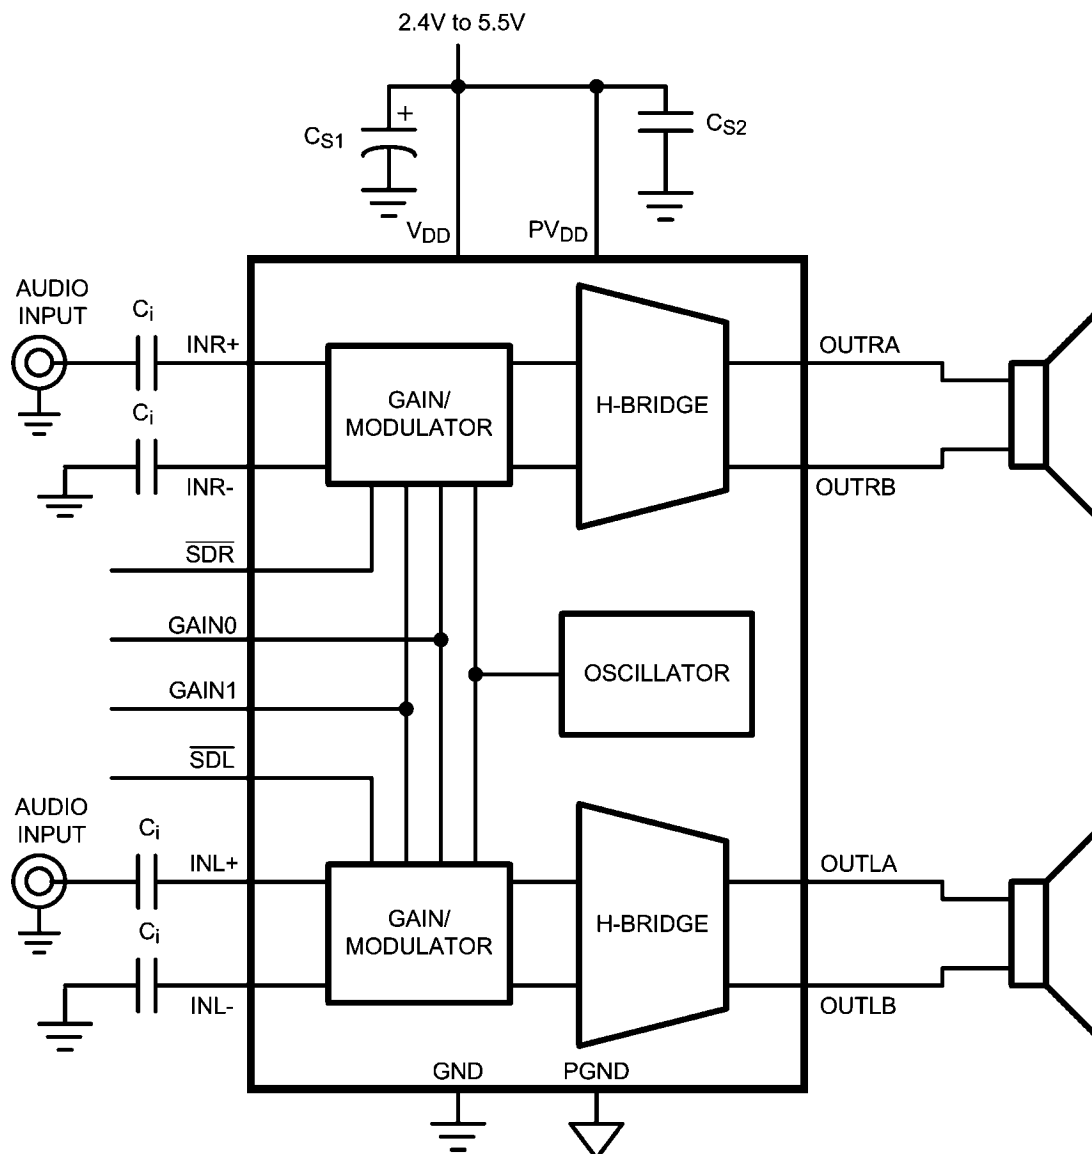 2.4V to 5.5V
+
CS1
CS2
VDD
PVDD
AUDIO
INPUT
Ci
INR+
OUTRA
GAIN/
MODULATOR
H-BRIDGE
Ci
INR-
OUTRB
SDR
GAIN0
OSCILLATOR
GAIN1
SDL
AUDIO
INPUT
Ci
INL+
OUTLA
GAIN/
MODULATOR
H-BRIDGE
Ci
INL-
OUTLB
GND
PGND